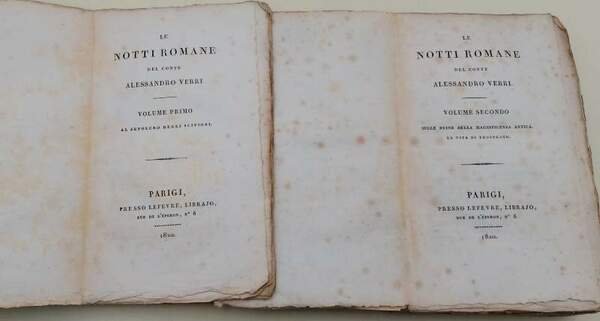 LE
NOTTI ROMANE
DEL CONTE
ALESSANDRO VERRI.
VOLUME PRIMO
AL SEPOLCRO DEGLI SCIPIONI.
PARIGI,
PRESSO LEFEVRE, LIBRAJO,
RUE DE L'ÉPERON, N° 6
1820.
LE
NOTTI ROMANE
DEL CONTE
ALESSANDRO VERRI.
VOLUME SECONDO
SULLE RUINE DELLA MAGNIFICENZA ANTICA.
LA VITA DI EROSTRATO.
PARIGI,
PRESSO LEFEVRE, LIBRAJO,
RUE DE L'ÉPERON, N° 6.
1820.